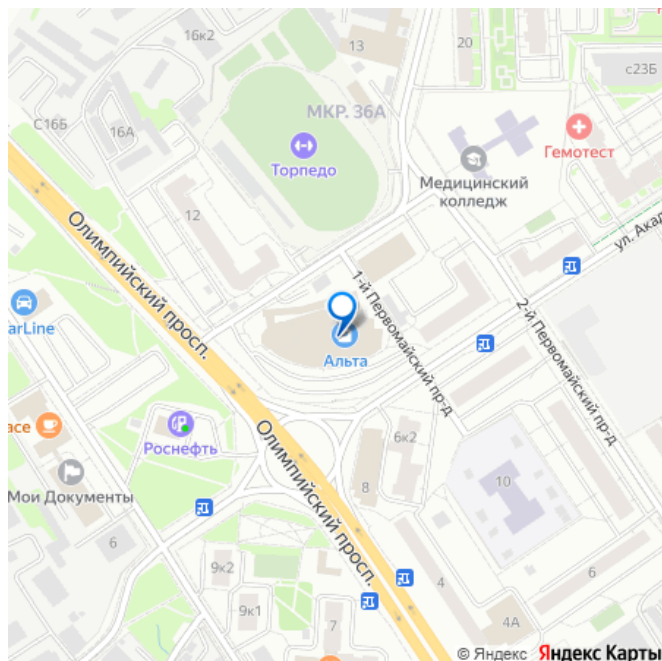 16к2
13
20
с23Б
МКР. 36А
С16Б
16А
Торпедо
Гемотест
Медицинский
колледж
12
Олимпийский просп.
ул. Акад
1-й Первомайский пр-д
2-й Первомайский пр-д
arLine
Альта
ace
Роснефть
6к2
Мои Документы
Олимпийский просп.
8
10
6
9к2
4
6
9к1
7
4А
© Яндекс Яндекс Карты